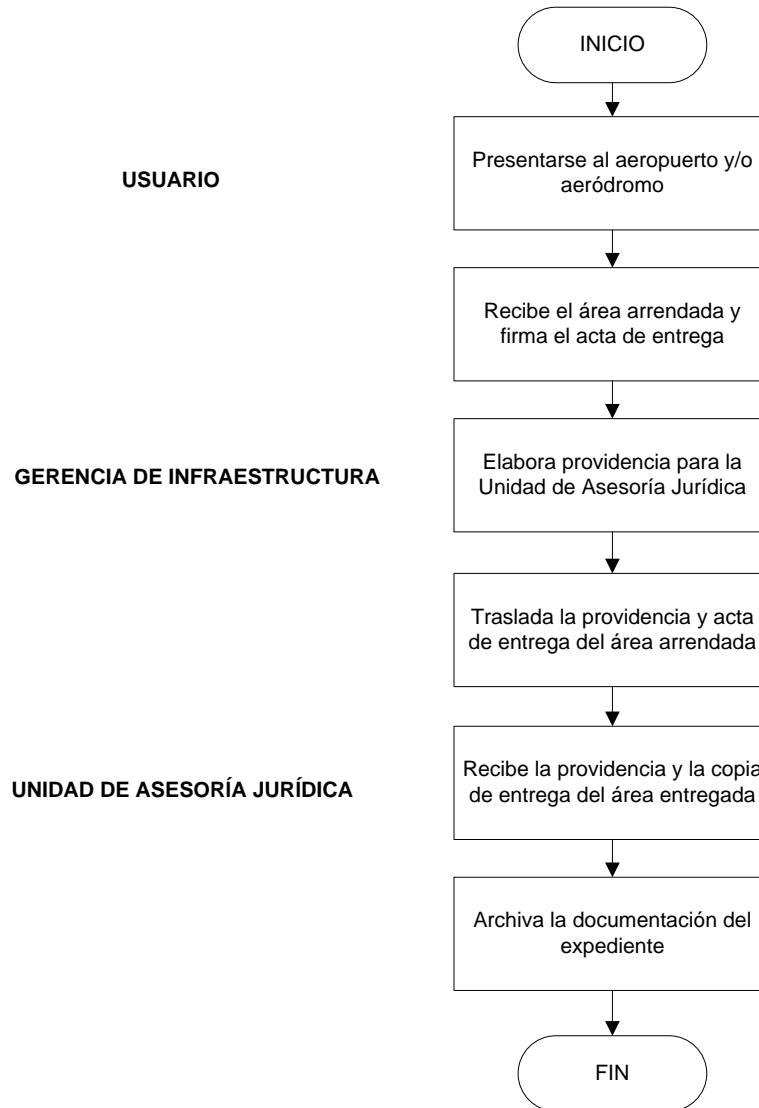 INICIO
USUARIO
Presentarse al aeropuerto y/o
aeródromo
Recibe el área arrendada y
firma el acta de entrega
GERENCIA DE INFRAESTRUCTURA
Elabora providencia para la
Unidad de Asesoría Jurídica
Traslada la providencia y acta
de entrega del área arrendada
UNIDAD DE ASESORÍA JURÍDICA
Recibe la providencia y la copia
de entrega del área entregada
Archiva la documentación del
expediente
FIN